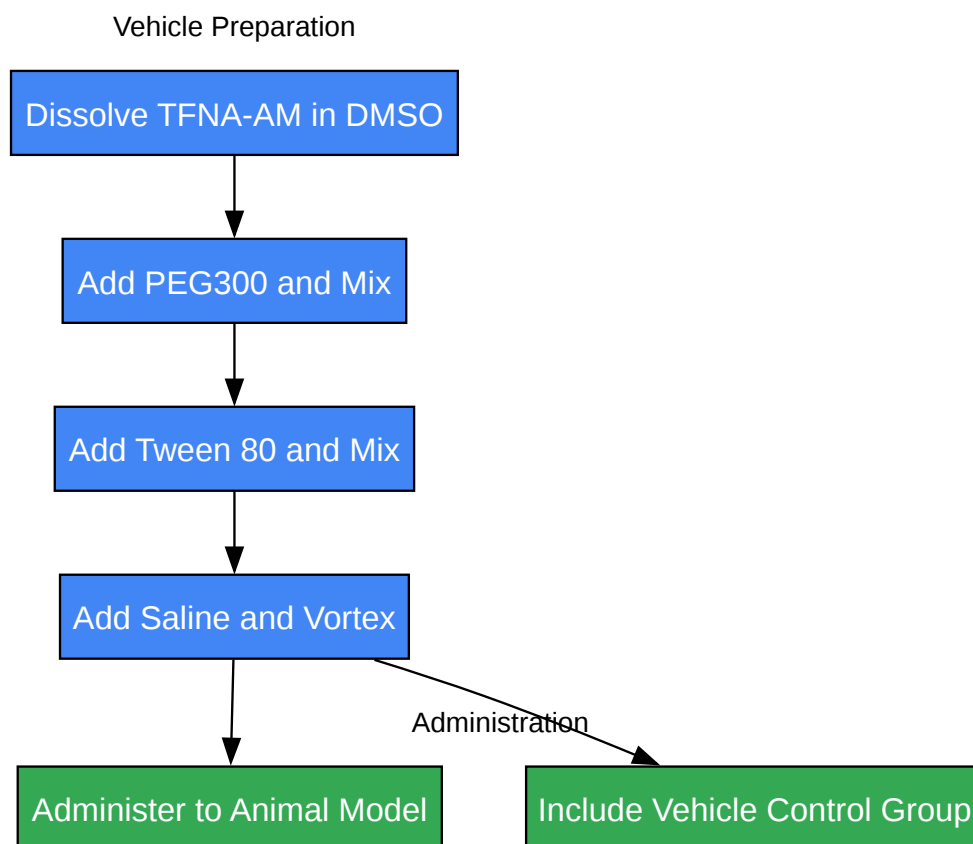 Vehicle Preparation
Dissolve TFNA-AM in DMSO
Add PEG300 and Mix
Add Tween 80 and Mix
Add Saline and Vortex
Administration
Administer to Animal Model
Include Vehicle Control Group